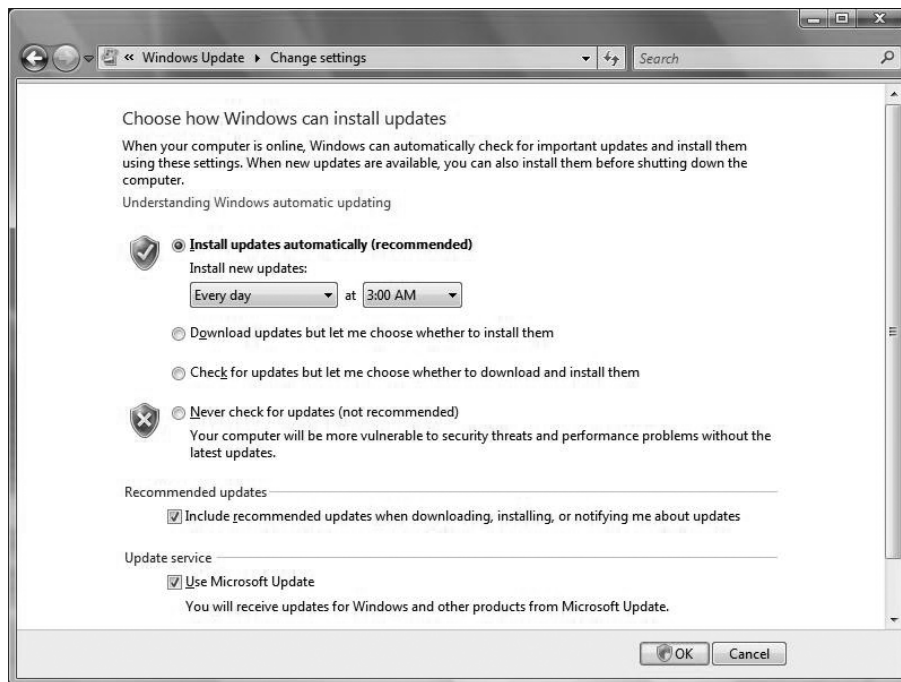 « Windows Update ▸ Change settings
Search
Choose how Windows can install updates
When your computer is online, Windows can automatically check for important updates and install them
using these settings. When new updates are available, you can also install them before shutting down the
computer.
Understanding Windows automatic updating
Install updates automatically (recommended)
Install new updates:
Every day at 3:00 AM
Download updates but let me choose whether to install them
Check for updates but let me choose whether to download and install them
Never check for updates (not recommended)
Your computer will be more vulnerable to security threats and performance problems without the
latest updates.
Recommended updates
Include recommended updates when downloading, installing, or notifying me about updates
Update service
Use Microsoft Update
You will receive updates for Windows and other products from Microsoft Update.
OK Cancel